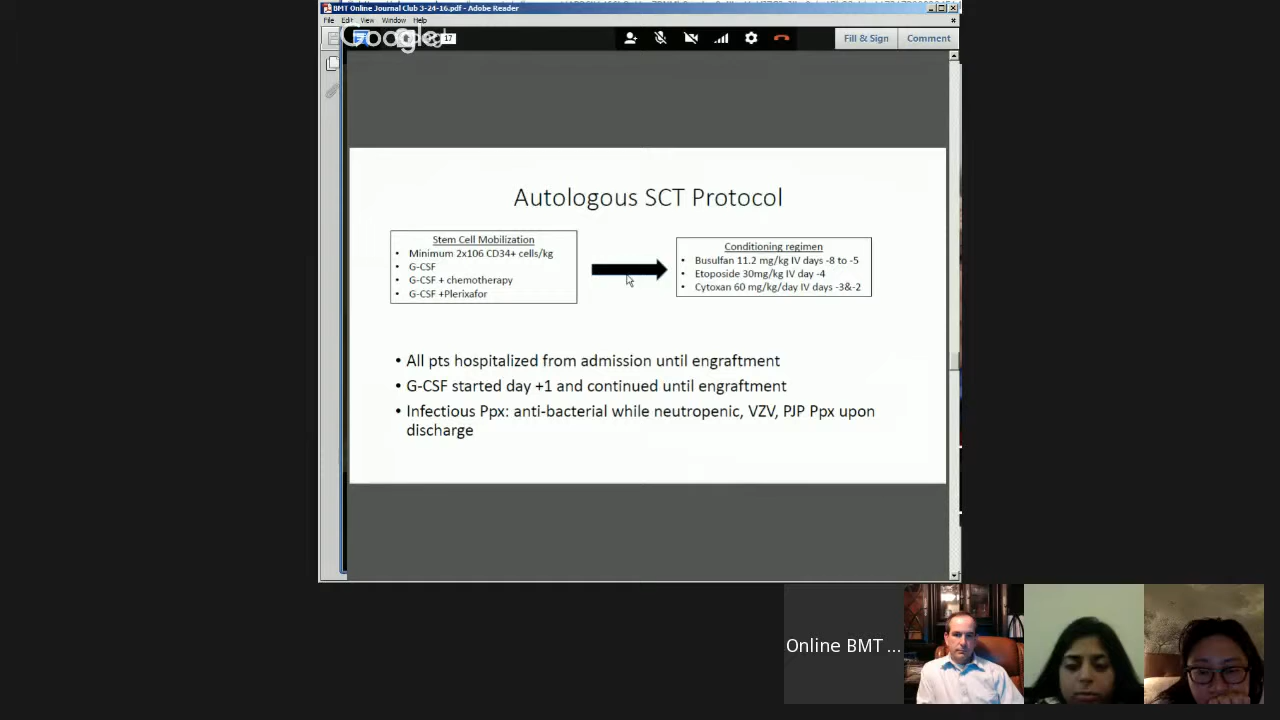 BMT Online Journal Club 3-24-16.pdf - Adobe Reader
File Edit View Window Help
Google+
17
Fill & Sign
Comment
Autologous SCT Protocol
Stem Cell Mobilization
• Minimum 2x106 CD34+ cells/kg
• G-CSF
• G-CSF + chemotherapy
• G-CSF +Plerixafor
Conditioning regimen
• Busulfan 11.2 mg/kg IV days -8 to -5
• Etoposide 30mg/kg IV day -4
• Cytoxan 60 mg/kg/day IV days -3&-2
• All pts hospitalized from admission until engraftment
• G-CSF started day +1 and continued until engraftment
• Infectious Ppx: anti-bacterial while neutropenic, VZV, PJP Ppx upon
discharge
Online BMT ...